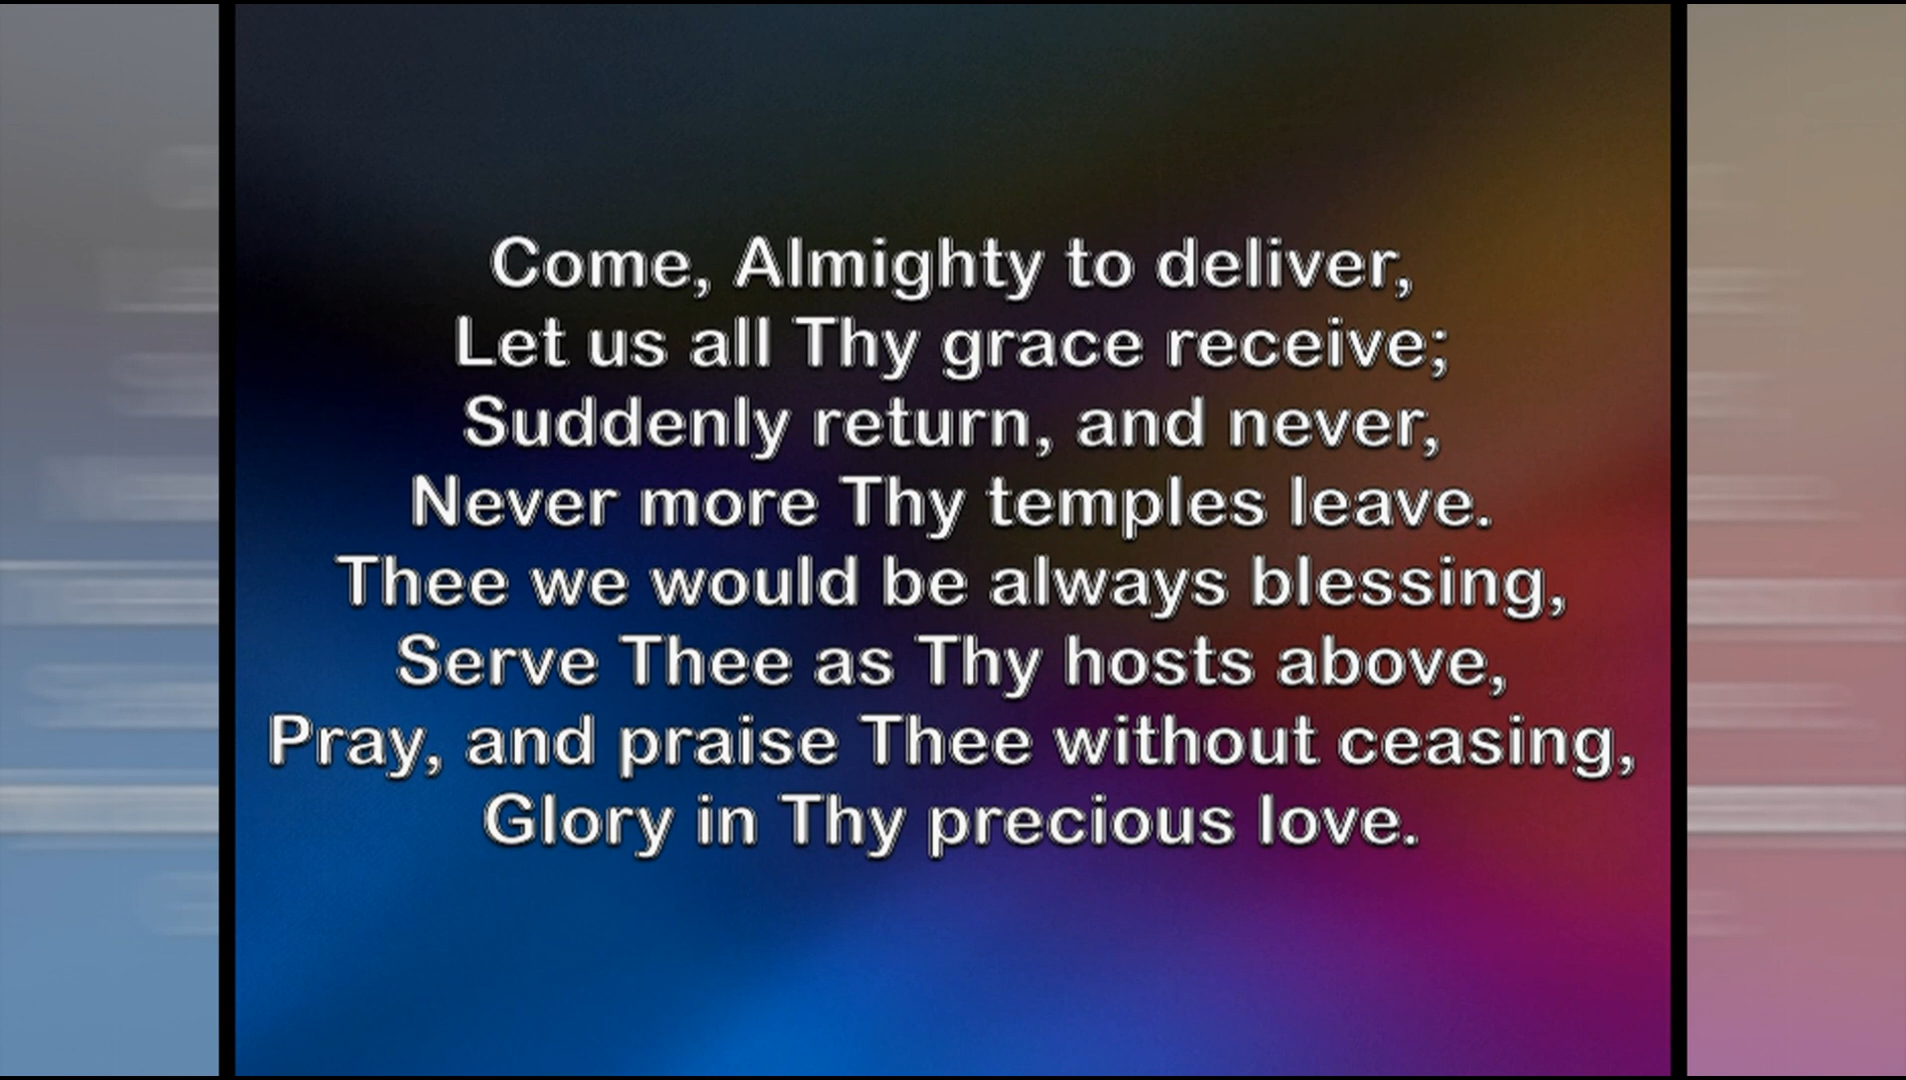 Come, Almighty to deliver,
Let us all Thy grace receive;
Suddenly return, and never,
Never more Thy temples leave.
Thee we would be always blessing,
Serve Thee as Thy hosts above,
Pray, and praise Thee without ceasing,
Glory in Thy precious love.